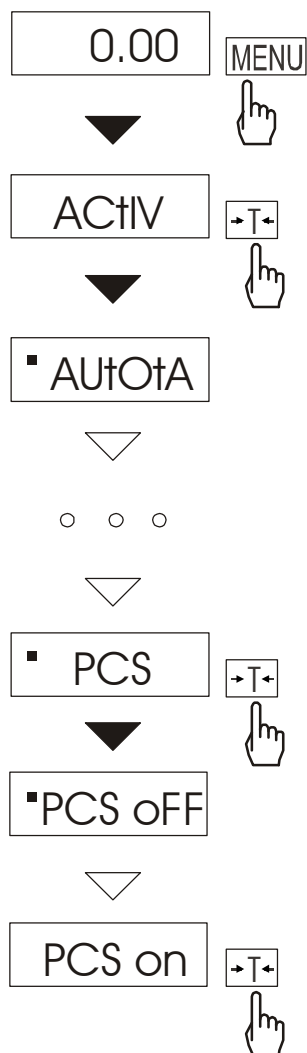 0.00
MENU
ACtIV
→T←
AUtOtA
PCS
→T←
PCS oFF
PCS on
→T←